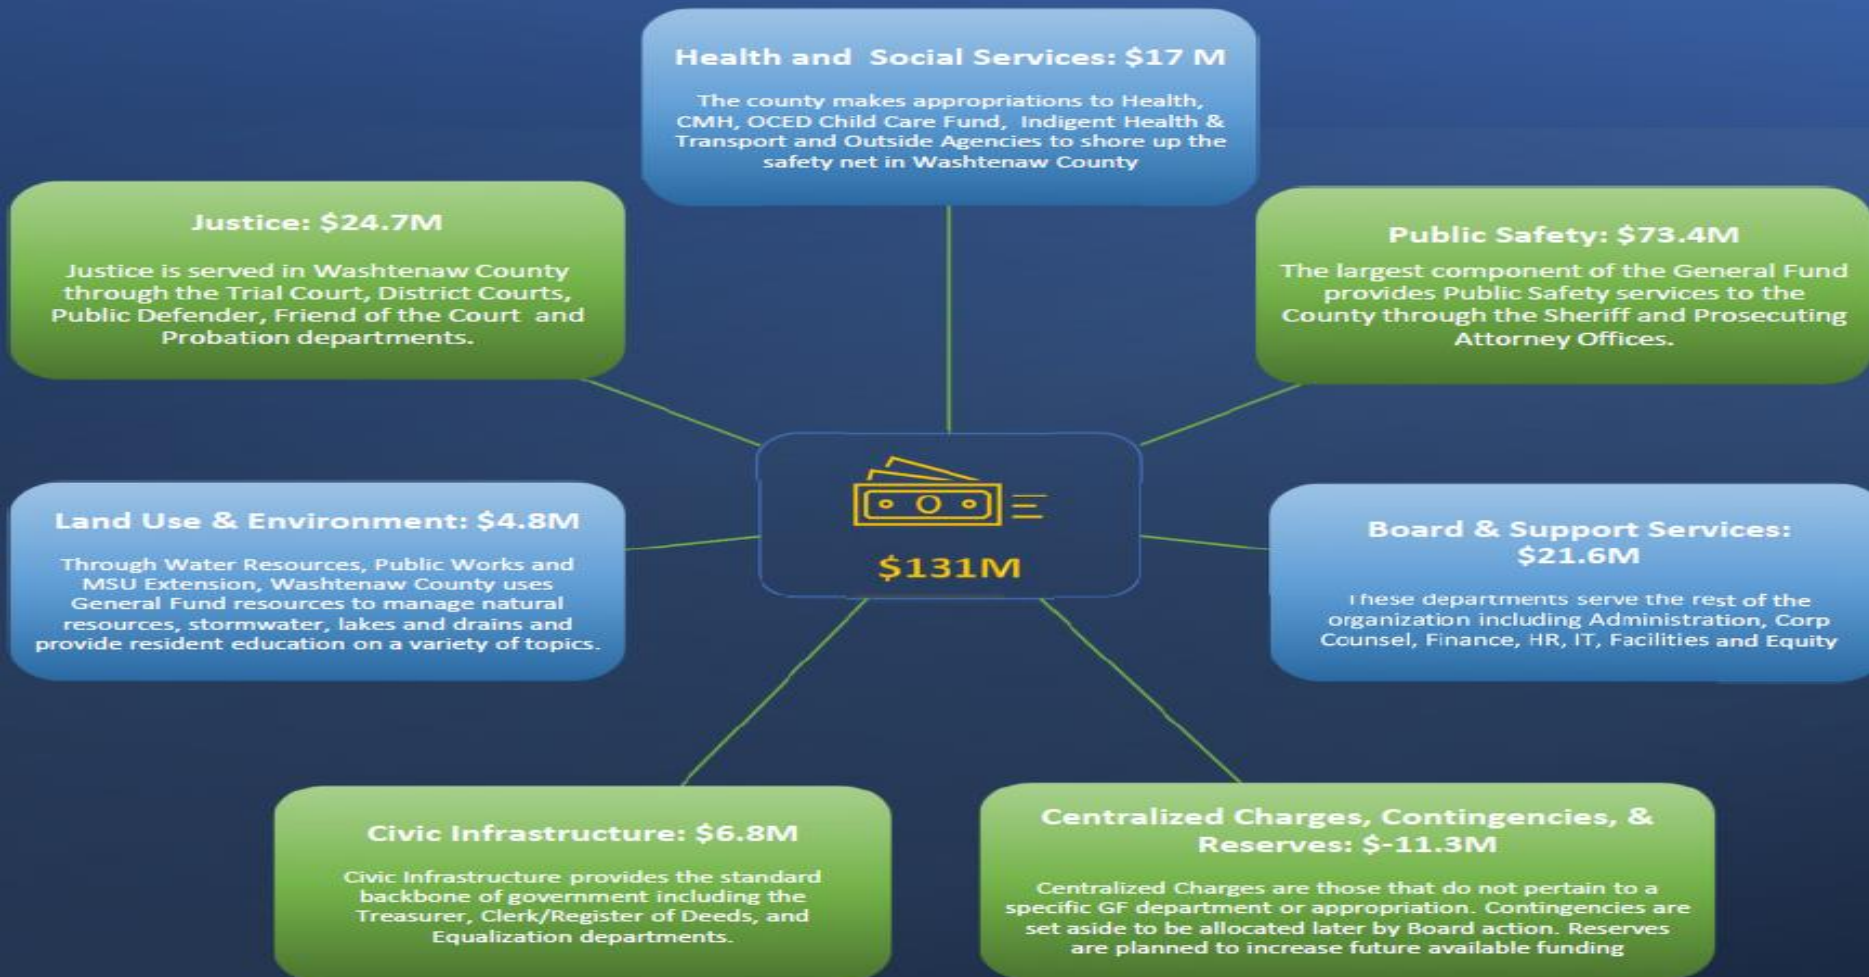 Health and Social Services: $17 M
The county makes appropriations to Health,
CMH, OCED Child Care Fund, Indigent Health &
Transport and Outside Agencies to shore up the
safety net in Washtenaw County
Justice: $24.7M
Justice is served in Washtenaw County
through the Trial Court, District Courts,
Public Defender, Friend of the Court and
Probation departments.
Public Safety: $73.4M
The largest component of the General Fund
provides Public Safety services to the
County through the Sheriff and Prosecuting
Attorney Offices.
$131M
Land Use & Environment: $4.8M
Through Water Resources, Public Works and
MSU Extension, Washtenaw County uses
General Fund resources to manage natural
resources, stormwater, lakes and drains and
provide resident education on a variety of topics.
Board & Support Services:
$21.6M
These departments serve the rest of the
organization including Administration, Corp
Counsel, Finance, HR, IT, Facilities and Equity
Civic Infrastructure: $6.8M
Civic Infrastructure provides the standard
backbone of government including the
Treasurer, Clerk/Register of Deeds, and
Equalization departments.
Centralized Charges, Contingencies, &
Reserves: $-11.3M
Centralized Charges are those that do not pertain to a
specific GF department or appropriation. Contingencies are
set aside to be allocated later by Board action. Reserves
are planned to increase future available funding